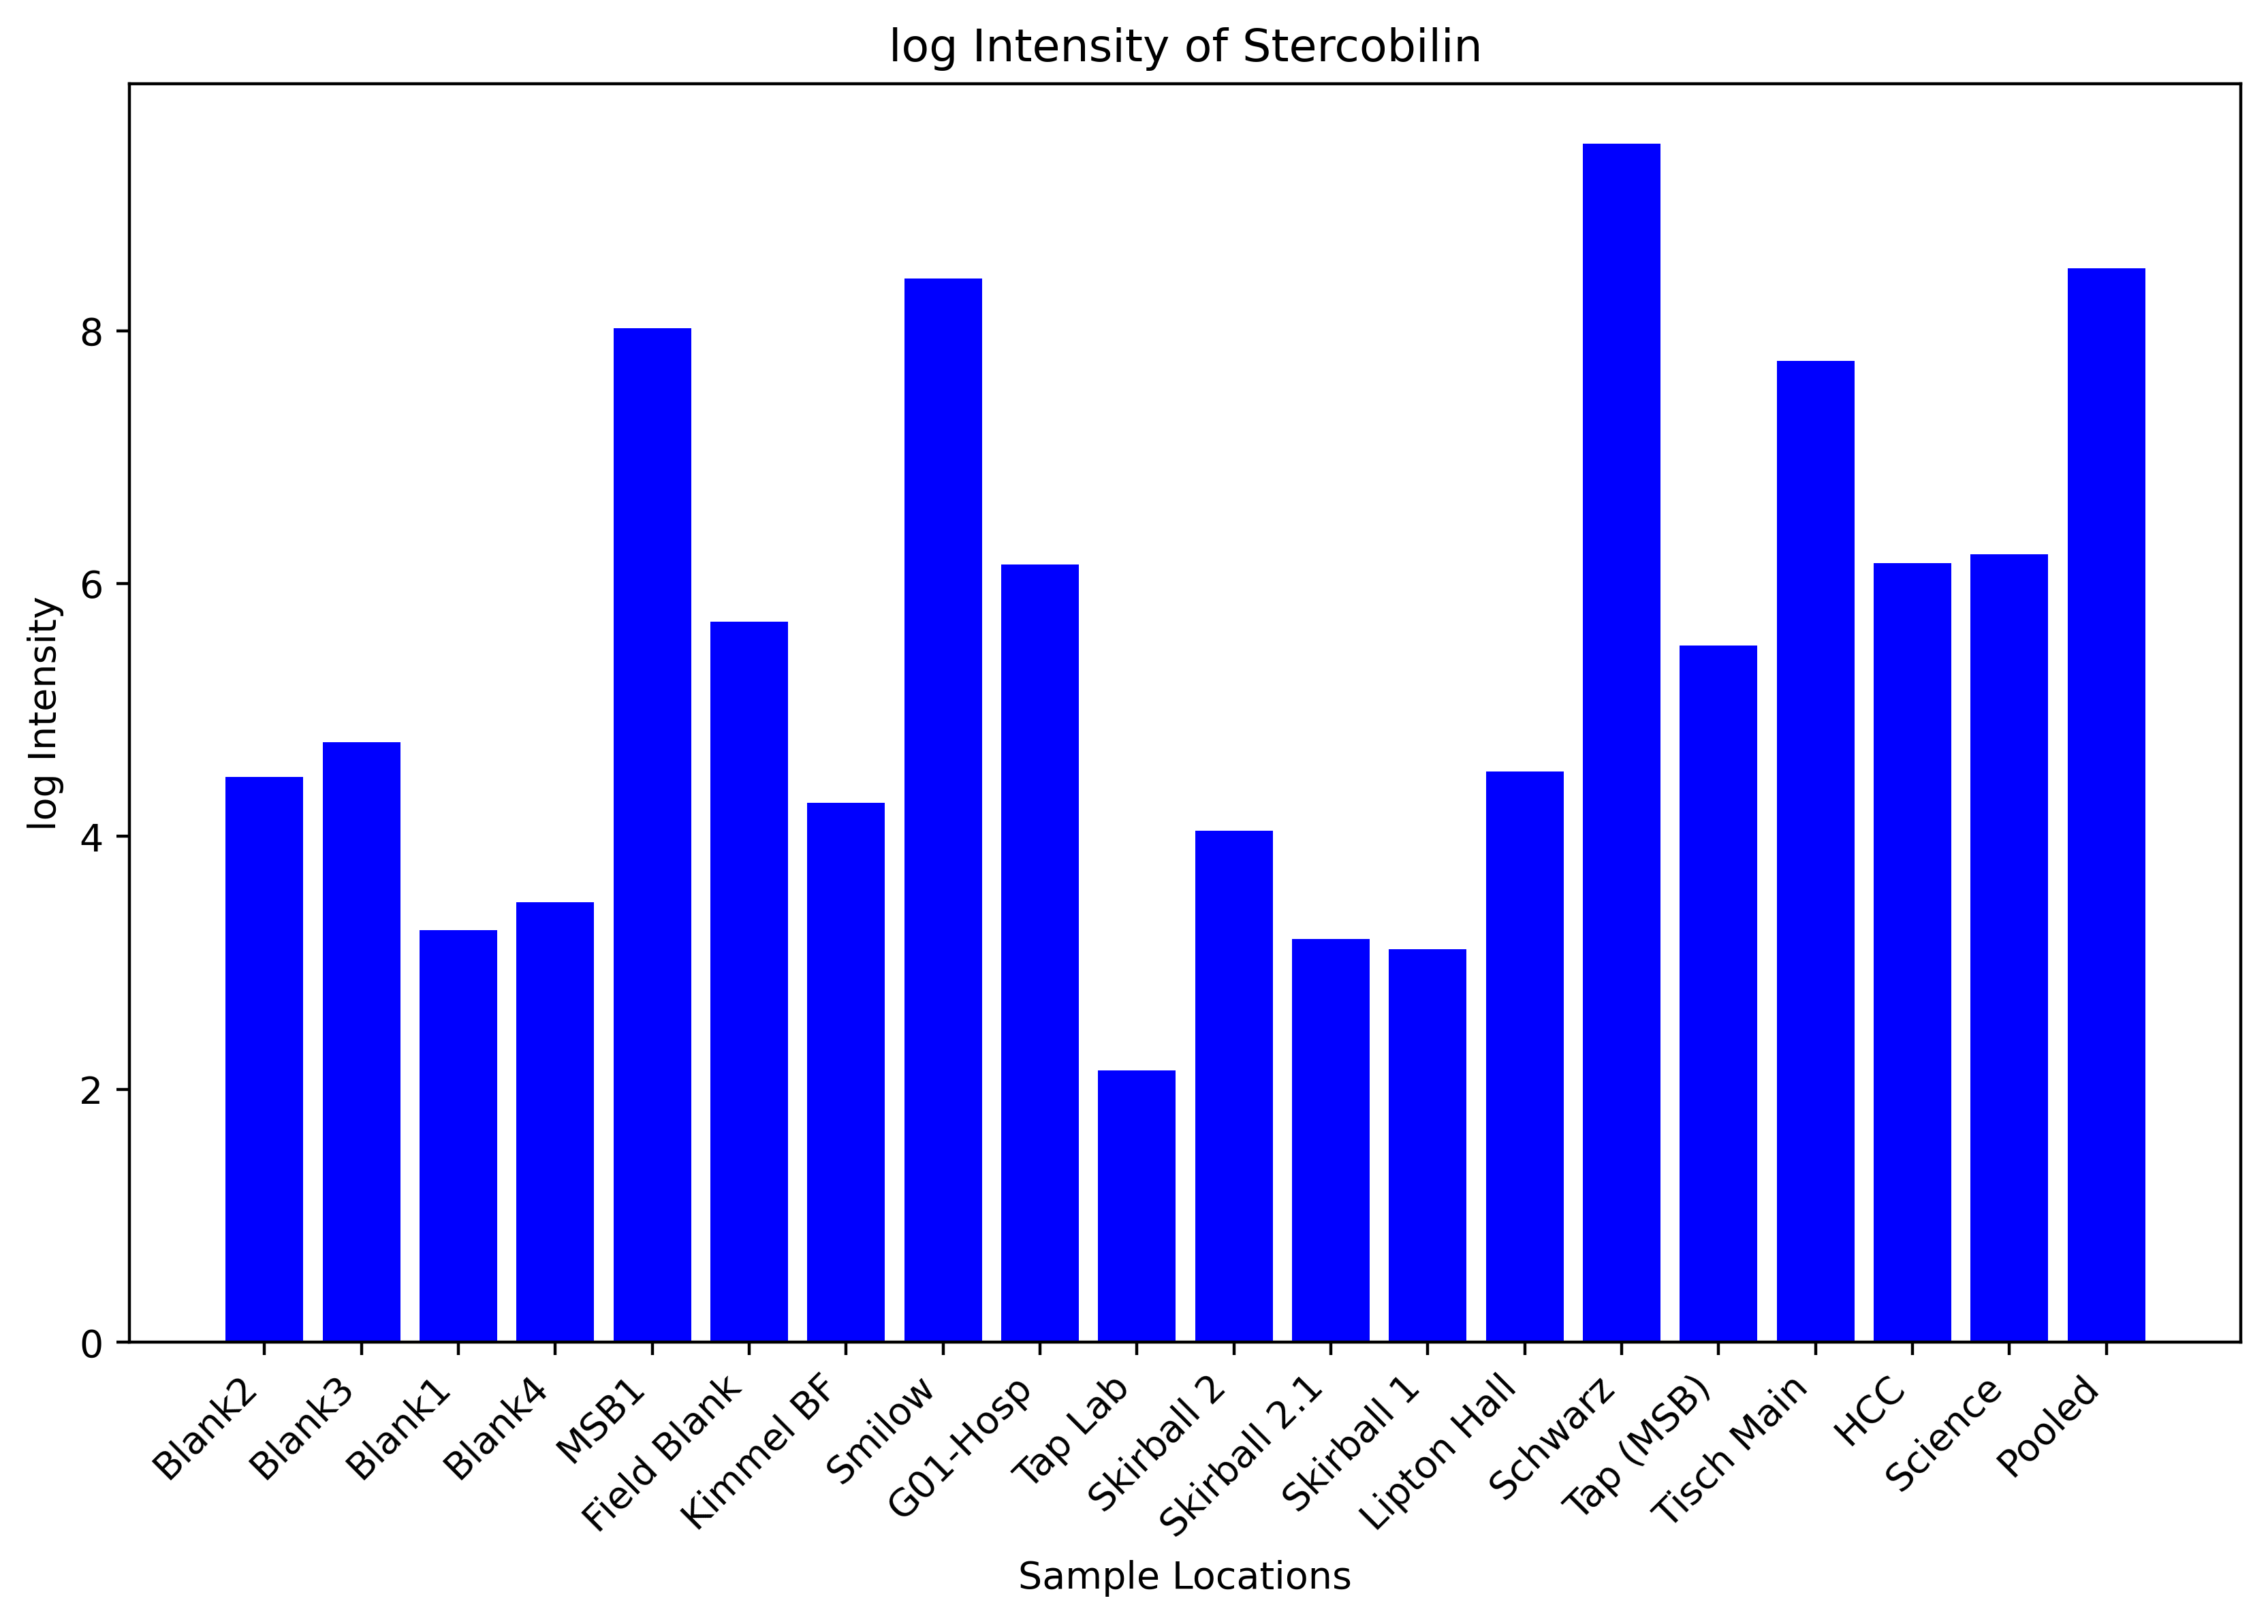 log Intensity of Stercobilin
log Intensity
8
6
4
2
0
Blank2
Blank3
Blank1
Blank4
MSB1
Field Blank
Kimmel BF
Smilow
G01-Hosp
Tap Lab
Skirball 2
Skirball 2.1
Skirball 1
Lipton Hall
Schwarz
Tap (MSB)
Tisch Main
HCC
Science
Pooled
Sample Locations